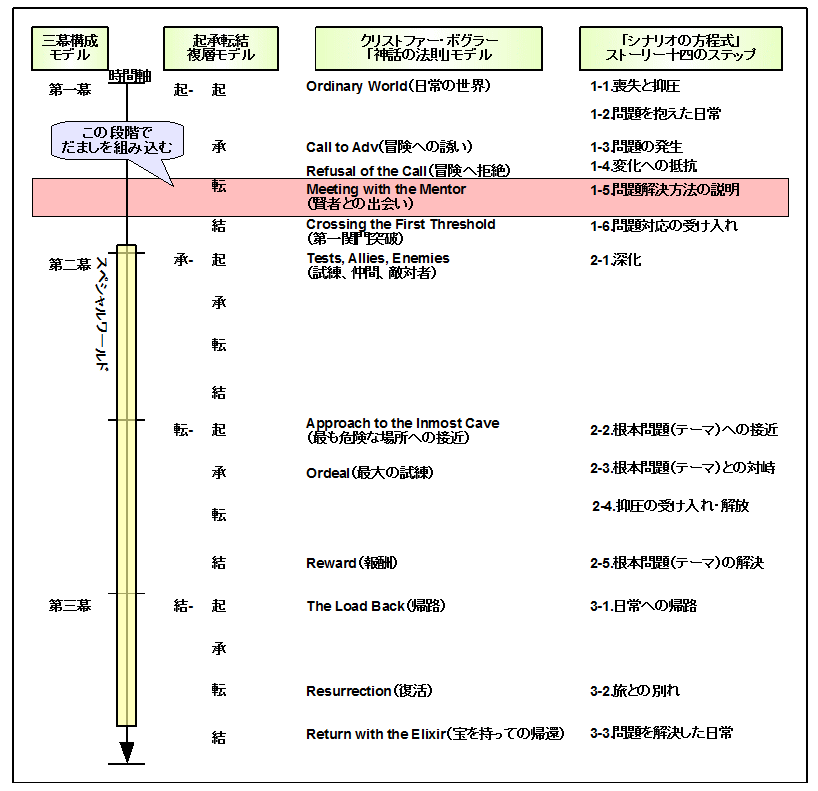 三幕構成
モデル
起承転結
複層モデル
クリストファー・ボグラー
「神話の法則」モデル
「シナリオの方程式」
ストーリー十四のステップ
時間軸
第一幕
起- 起
Ordinary World(日常の世界)
1-1.喪失と抑圧
1-2.問題を抱えた日常
この段階で
だましを組み込む
承
Call to Adv(冒険への誘い)
1-3.問題の発生
Refusal of the Call(冒険へ拒絶)
1-4.変化への抵抗
転
Meeting with the Mentor
(賢者との出会い)
1-5.問題解決方法の説明
結
Crossing the First Threshold
(第一関門突破)
1-6.問題対応の受け入れ
第二幕
スペシャルワールド
承- 起
Tests, Allies, Enemies
(試練、仲間、敵対者)
2-1.深化
承
転
結
転- 起
Approach to the Inmost Cave
(最も危険な場所への接近)
2-2.根本問題(テーマ)への接近
承
Ordeal(最大の試練)
2-3.根本問題(テーマ)との対峙
転
2-4.抑圧の受け入れ・解放
結
Reward(報酬)
2-5.根本問題(テーマ)の解決
第三幕
結- 起
The Load Back(帰路)
3-1.日常への帰路
承
転
Resurrection(復活)
3-2.旅との別れ
結
Return with the Elixir(宝を持っての帰還)
3-3.問題を解決した日常